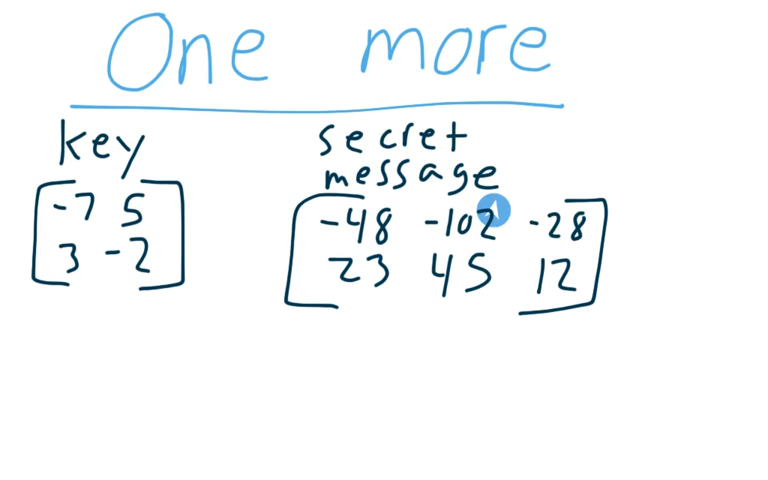 One more
key
secret
message
-7 5
3 -2
-48 -102 -28
23 45 12